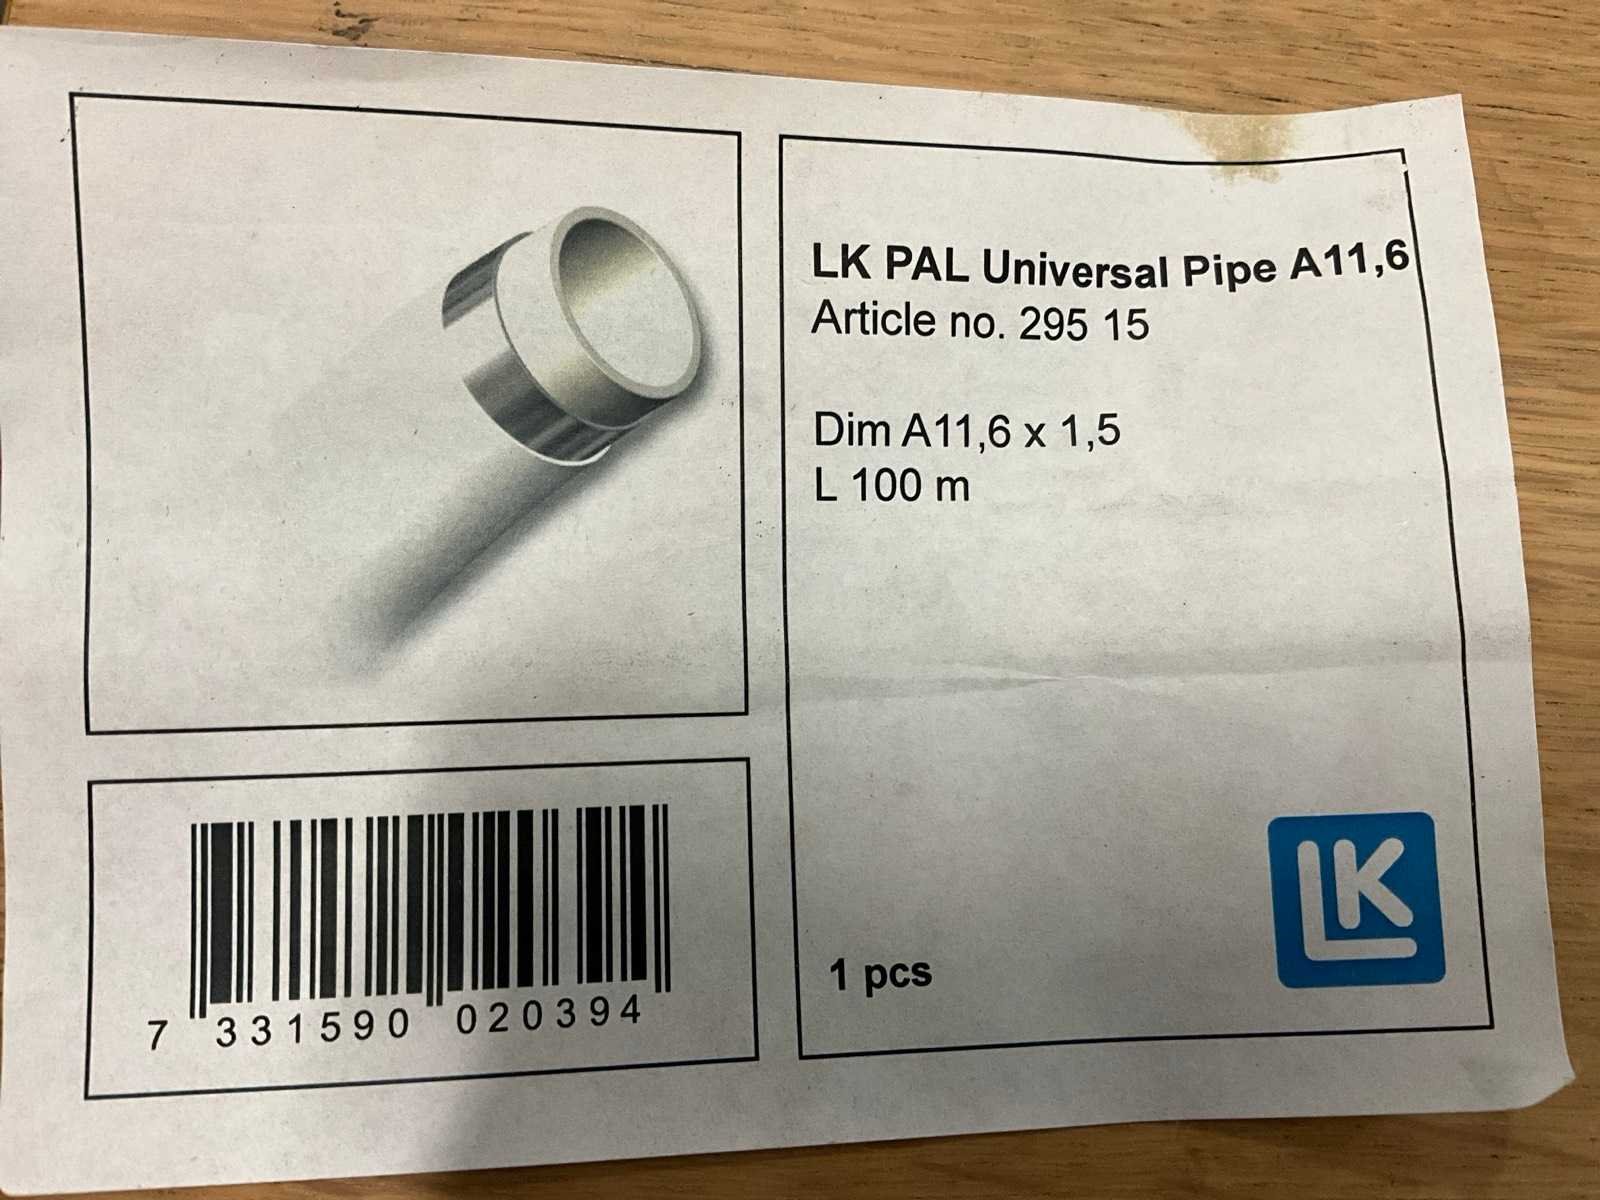 LK PAL Universal Pipe A11,6
Article no. 295 15
Dim A11,6 x 1,5
L 100 m
1 pcs
LK
7 331590 020394